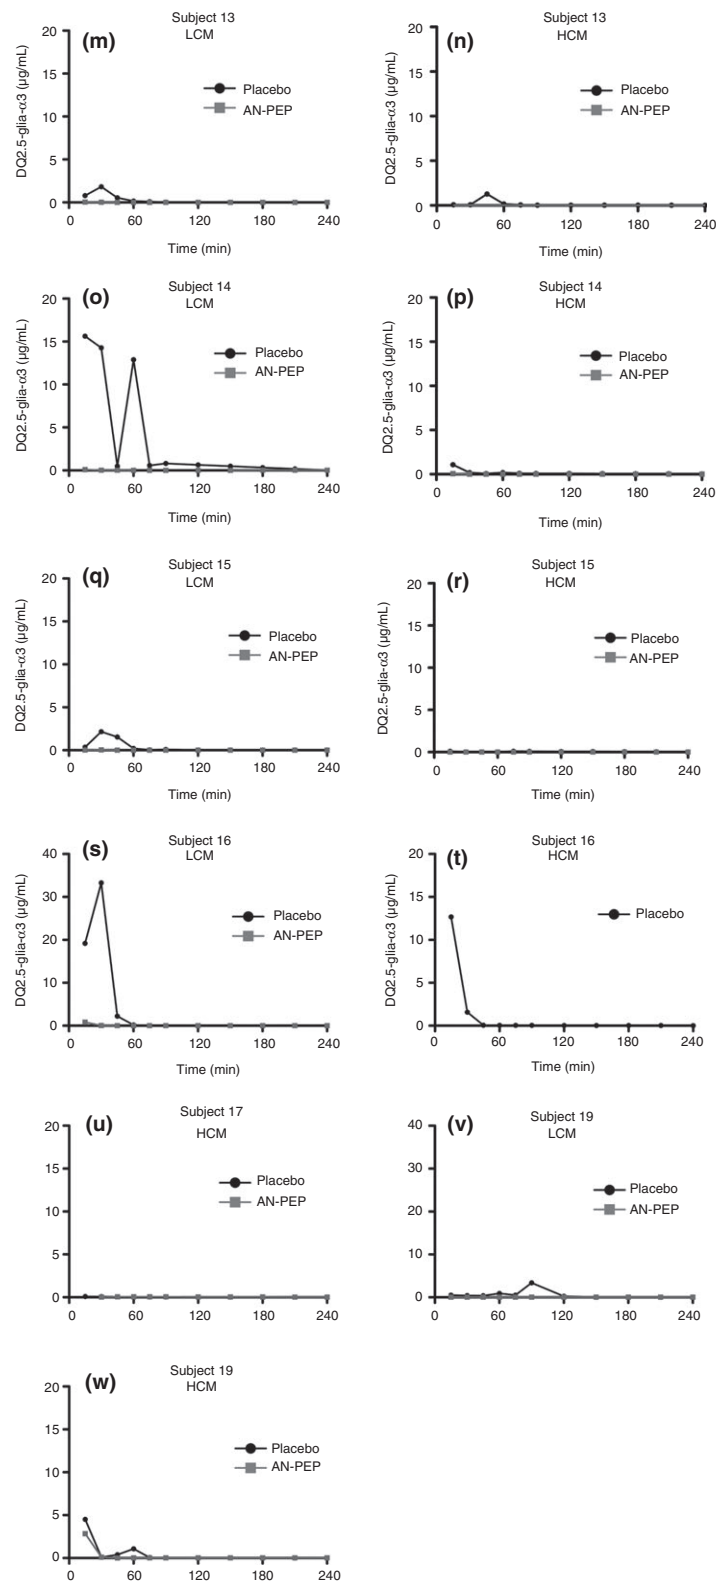 Subject 13
LCM
(m)
DQ2.5-glia-α3 (μg/mL)
20
15
10
5
0
Placebo
AN-PEP
0 60 120 180 240
Time (min)
Subject 13
HCM
(n)
DQ2.5-glia-α3 (μg/mL)
20
15
10
5
0
Placebo
AN-PEP
0 60 120 180 240
Time (min)
Subject 14
LCM
(o)
DQ2.5-glia-α3 (μg/mL)
20
15
10
5
0
Placebo
AN-PEP
0 60 120 180 240
Time (min)
Subject 14
HCM
(p)
DQ2.5-glia-α3 (μg/mL)
20
15
10
5
0
Placebo
AN-PEP
0 60 120 180 240
Time (min)
Subject 15
LCM
(q)
DQ2.5-glia-α3 (μg/mL)
20
15
10
5
0
Placebo
AN-PEP
0 60 120 180 240
Time (min)
Subject 15
HCM
(r)
DQ2.5-glia-α3 (μg/mL)
20
15
10
5
0
Placebo
AN-PEP
0 60 120 180 240
Time (min)
Subject 16
LCM
(s)
DQ2.5-glia-α3 (μg/mL)
40
30
20
10
0
Placebo
AN-PEP
0 60 120 180 240
Time (min)
Subject 16
HCM
(t)
DQ2.5-glia-α3 (μg/mL)
20
15
10
5
0
Placebo
0 60 120 180 240
Time (min)
Subject 17
HCM
(u)
20
15
10
5
0
Placebo
AN-PEP
0 60 120 180 240
Subject 19
LCM
(v)
40
30
20
10
0
Placebo
AN-PEP
0 60 120 180 240
Subject 19
HCM
(w)
20
15
10
5
0
Placebo
AN-PEP
0 60 120 180 240